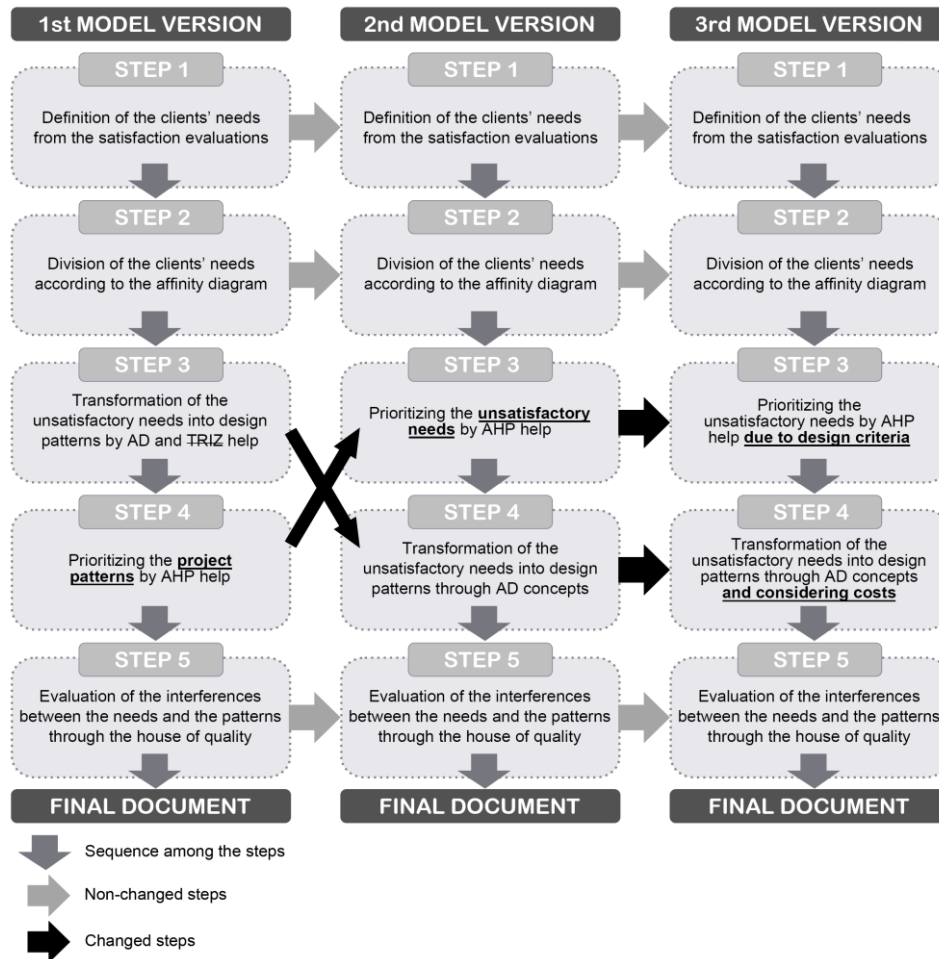 1st MODEL VERSION
2nd MODEL VERSION
3rd MODEL VERSION
STEP 1
Definition of the clients' needs
from the satisfaction evaluations
STEP 1
Definition of the clients' needs
from the satisfaction evaluations
STEP 1
Definition of the clients' needs
from the satisfaction evaluations
STEP 2
Division of the clients' needs
according to the affinity diagram
STEP 2
Division of the clients' needs
according to the affinity diagram
STEP 2
Division of the clients' needs
according to the affinity diagram
STEP 3
Transformation of the
unsatisfactory needs into design
patterns by AD and TRIZ help
STEP 3
Prioritizing the unsatisfactory
needs by AHP help
STEP 3
Prioritizing the
unsatisfactory needs by AHP
help due to design criteria
STEP 4
Prioritizing the project
patterns by AHP help
STEP 4
Transformation of the
unsatisfactory needs into design
patterns through AD concepts
STEP 4
Transformation of the
unsatisfactory needs into design
patterns through AD concepts
and considering costs
STEP 5
Evaluation of the interferences
between the needs and the patterns
through the house of quality
STEP 5
Evaluation of the interferences
between the needs and the patterns
through the house of quality
STEP 5
Evaluation of the interferences
between the needs and the patterns
through the house of quality
FINAL DOCUMENT
FINAL DOCUMENT
FINAL DOCUMENT
Sequence among the steps
Non-changed steps
Changed steps